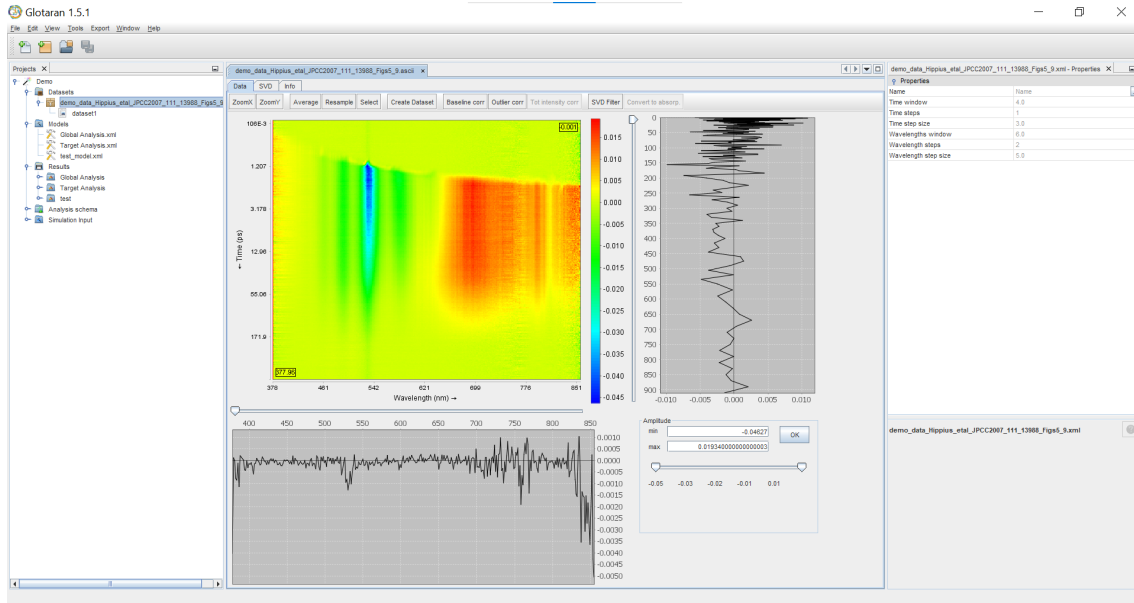 Glotaran 1.5.1
File Edit View Tools Export Window Help
Projects
Demo
Datasets
demo_data_Hippius_etal_JPCC2007_111_13988_Figs5_9
dataset1
Models
Global Analysis.xml
Target Analysis.xml
test_model.xml
Results
Global Analysis
Target Analysis
test
Analysis schema
Simulation input
demo_data_Hippius_etal_JPCC2007_111_13988_Figs5_9.ascii
Data SVD Info
ZoomX ZoomY Average Resample Select Create Dataset Baseline corr Outlier corr Tot intensity corr SVD Filter Convert to absorp.
108E-3
1.207
3.178
12.96
55.06
171.9
← Time (ps)
-0.001
377.95
378 461 542 621 699 776 851
Wavelength (nm) →
0.015
0.010
0.005
0.000
-0.005
-0.010
-0.015
-0.020
-0.025
-0.030
-0.035
-0.040
-0.045
0
50
100
150
200
250
300
350
400
450
500
550
600
650
700
750
800
850
900
-0.010 -0.005 0.000 0.005 0.010
400 450 500 550 600 650 700 750 800 850
0.0010
0.0005
0.0000
-0.0005
-0.0010
-0.0015
-0.0020
-0.0025
-0.0030
-0.0035
-0.0040
-0.0045
-0.0050
Amplitude
min -0.04627
OK
max 0.019340000000000003
-0.05 -0.03 -0.02 -0.01 0.01
demo_data_Hippius_etal_JPCC2007_111_13988_Figs5_9.xml - Properties
Properties
Name Name
Time window 4.0
Time steps 1
Time step size 3.0
Wavelengths window 6.0
Wavelength steps 2
Wavelength step size 5.0
demo_data_Hippius_etal_JPCC2007_111_13988_Figs5_9.xml